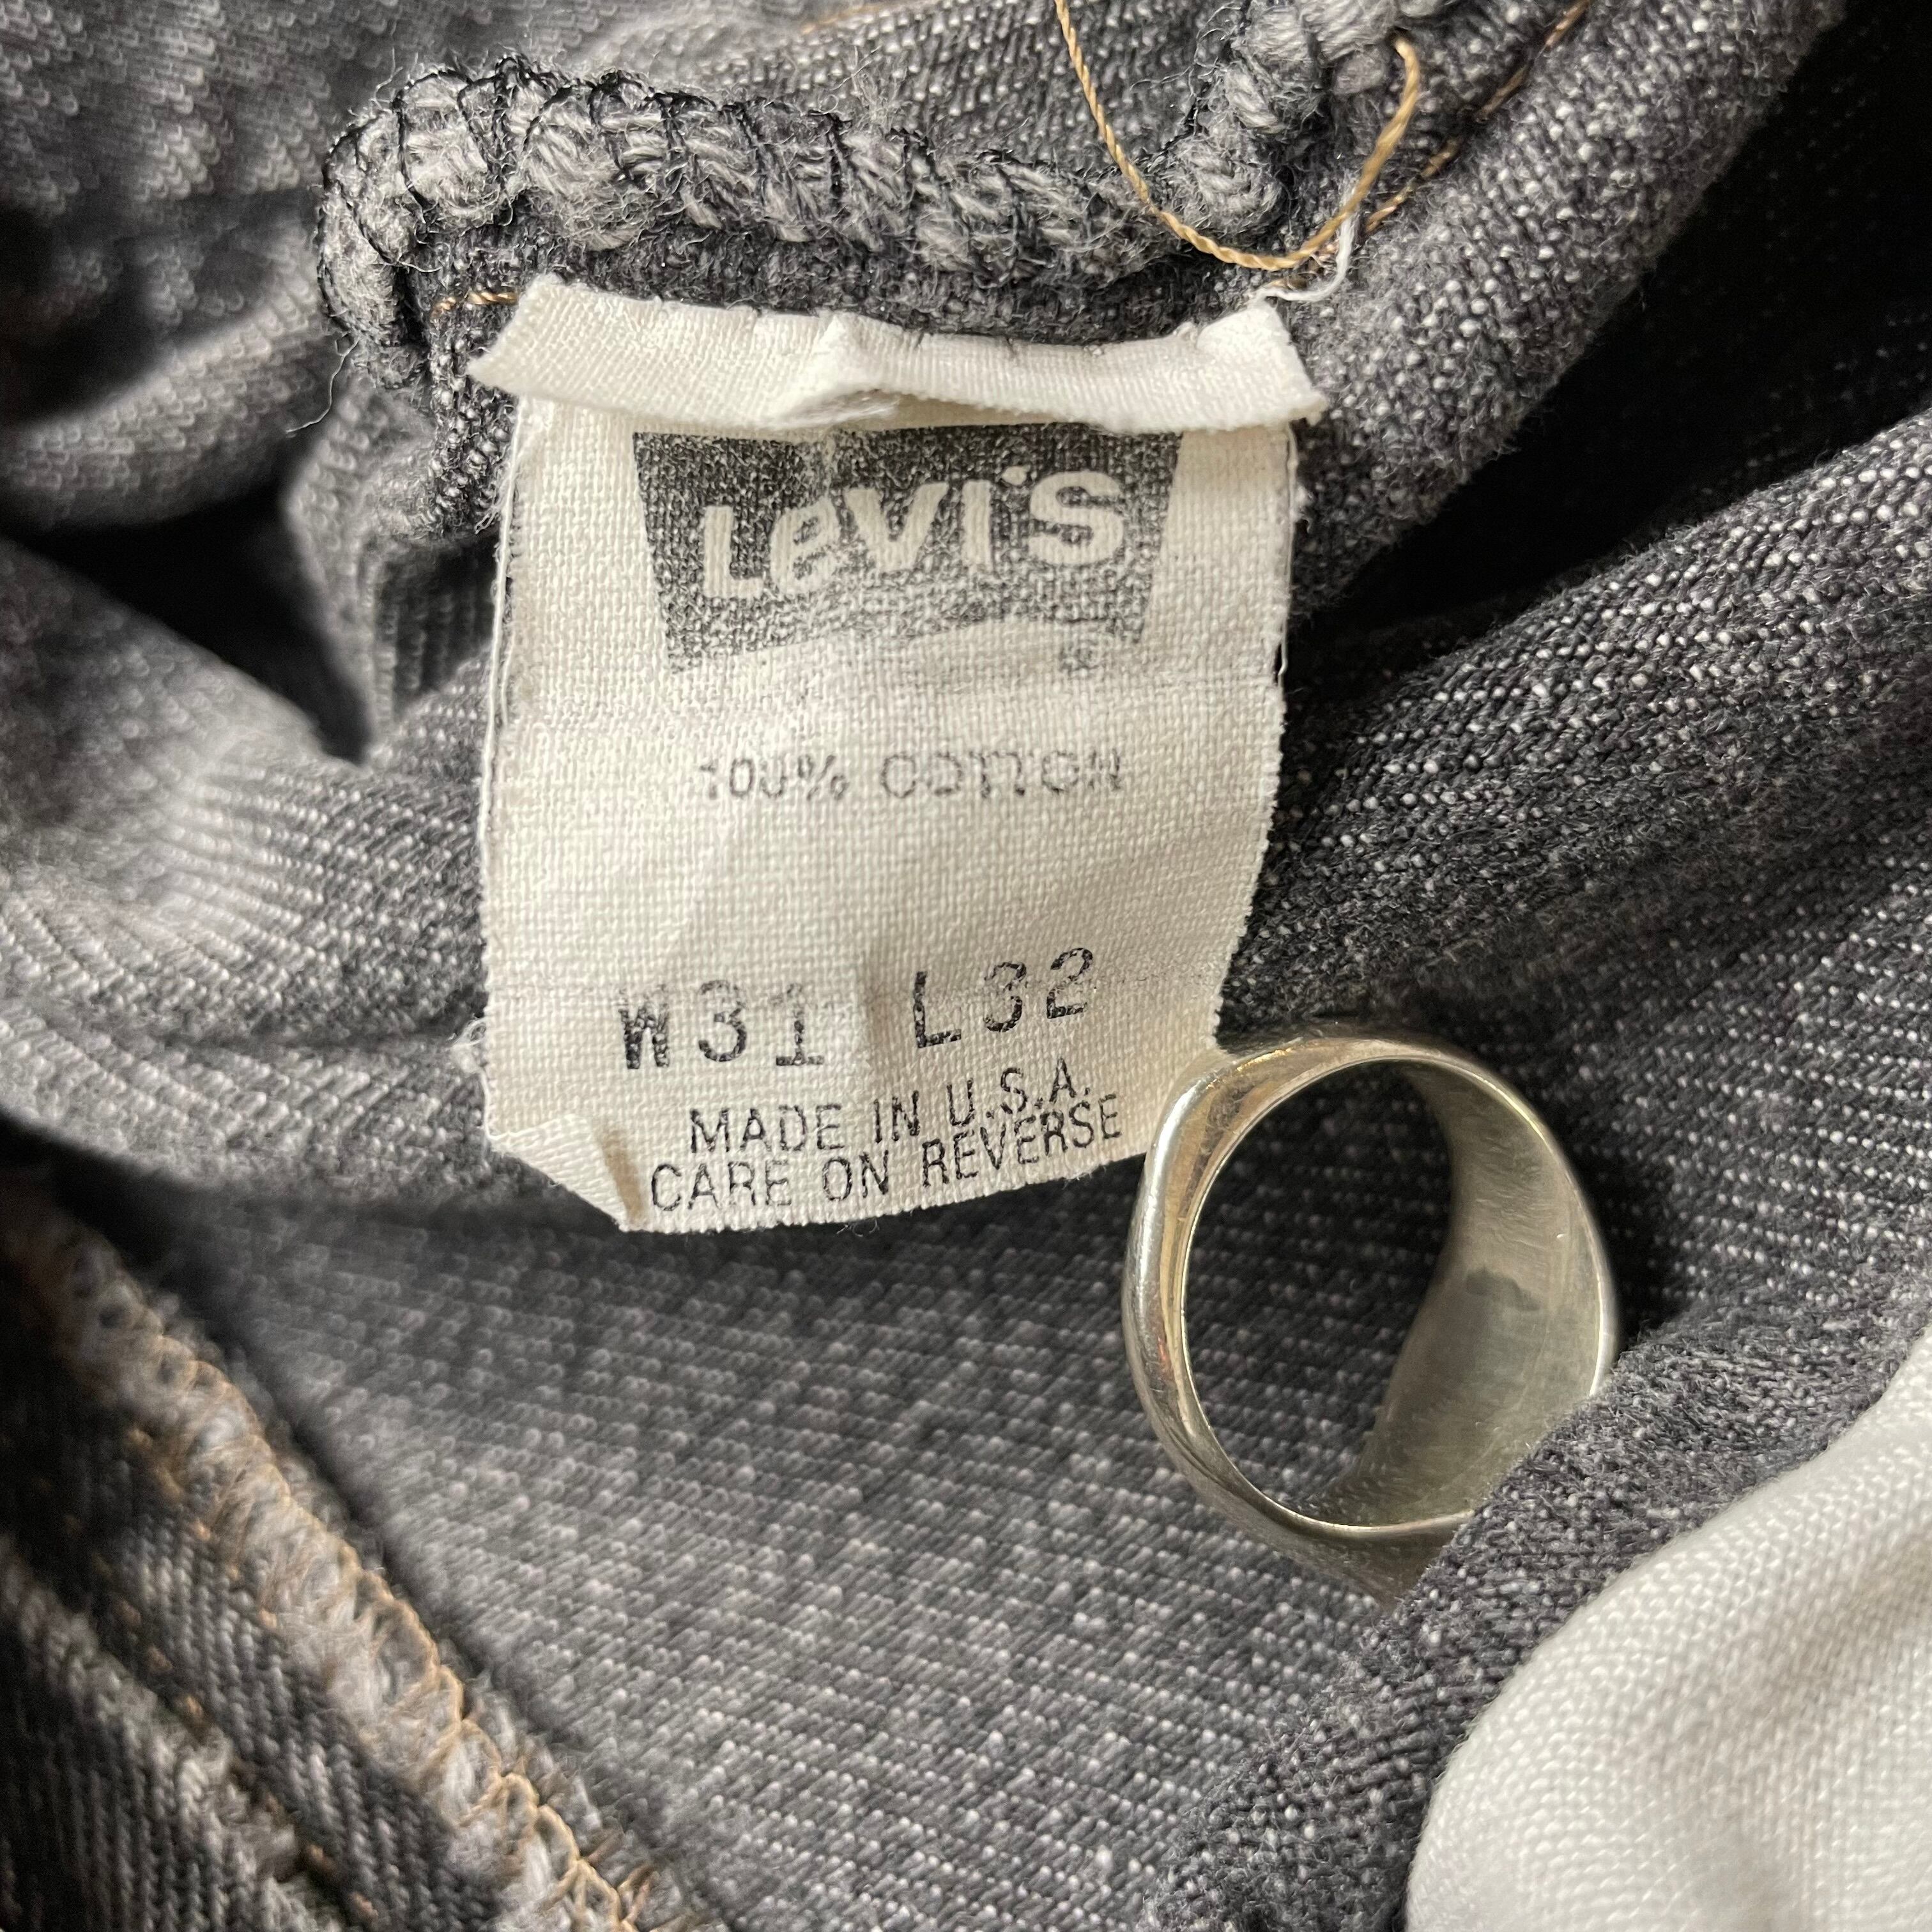 Levi's
®
100% COTTON
W31 L32
MADE IN U.S.A.
CARE ON REVERSE